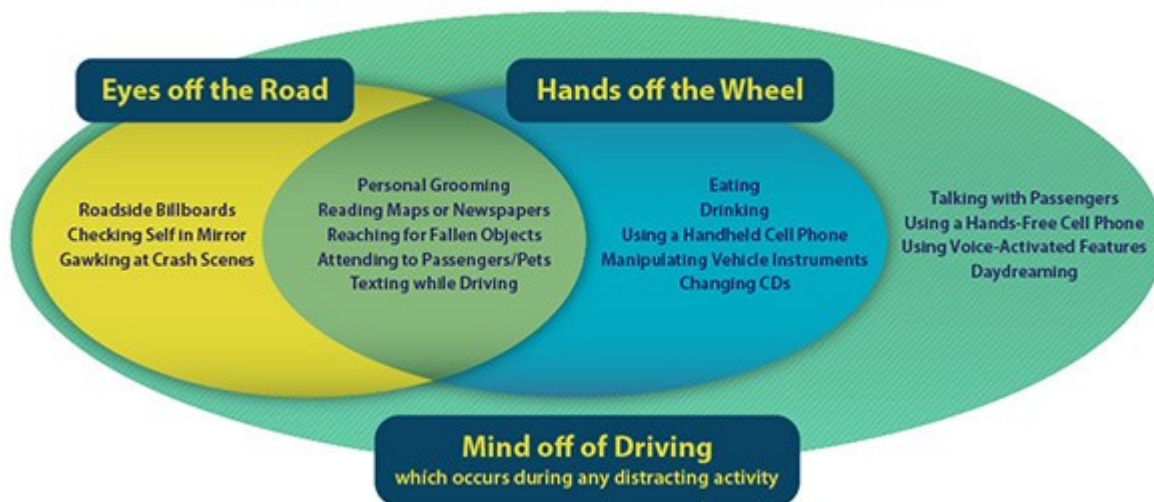 Eyes off the Road
Hands off the Wheel
Roadside Billboards
Checking Self in Mirror
Gawking at Crash Scenes
Personal Grooming
Reading Maps or Newspapers
Reaching for Fallen Objects
Attending to Passengers/Pets
Texting while Driving
Eating
Drinking
Using a Handheld Cell Phone
Manipulating Vehicle Instruments
Changing CDs
Talking with Passengers
Using a Hands-Free Cell Phone
Using Voice-Activated Features
Daydreaming
Mind off of Driving
which occurs during any distracting activity